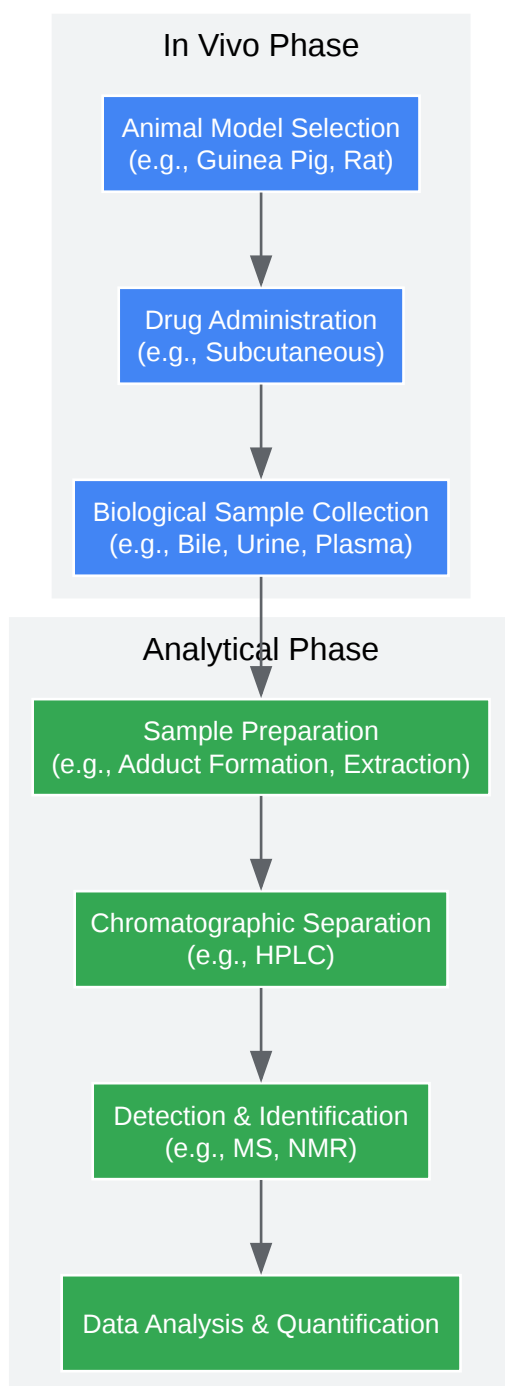 In Vivo Phase
Animal Model Selection
(e.g., Guinea Pig, Rat)
Drug Administration
(e.g., Subcutaneous)
Biological Sample Collection
(e.g., Bile, Urine, Plasma)
Analytical Phase
Sample Preparation
(e.g., Adduct Formation, Extraction)
Chromatographic Separation
(e.g., HPLC)
Detection & Identification
(e.g., MS, NMR)
Data Analysis & Quantification